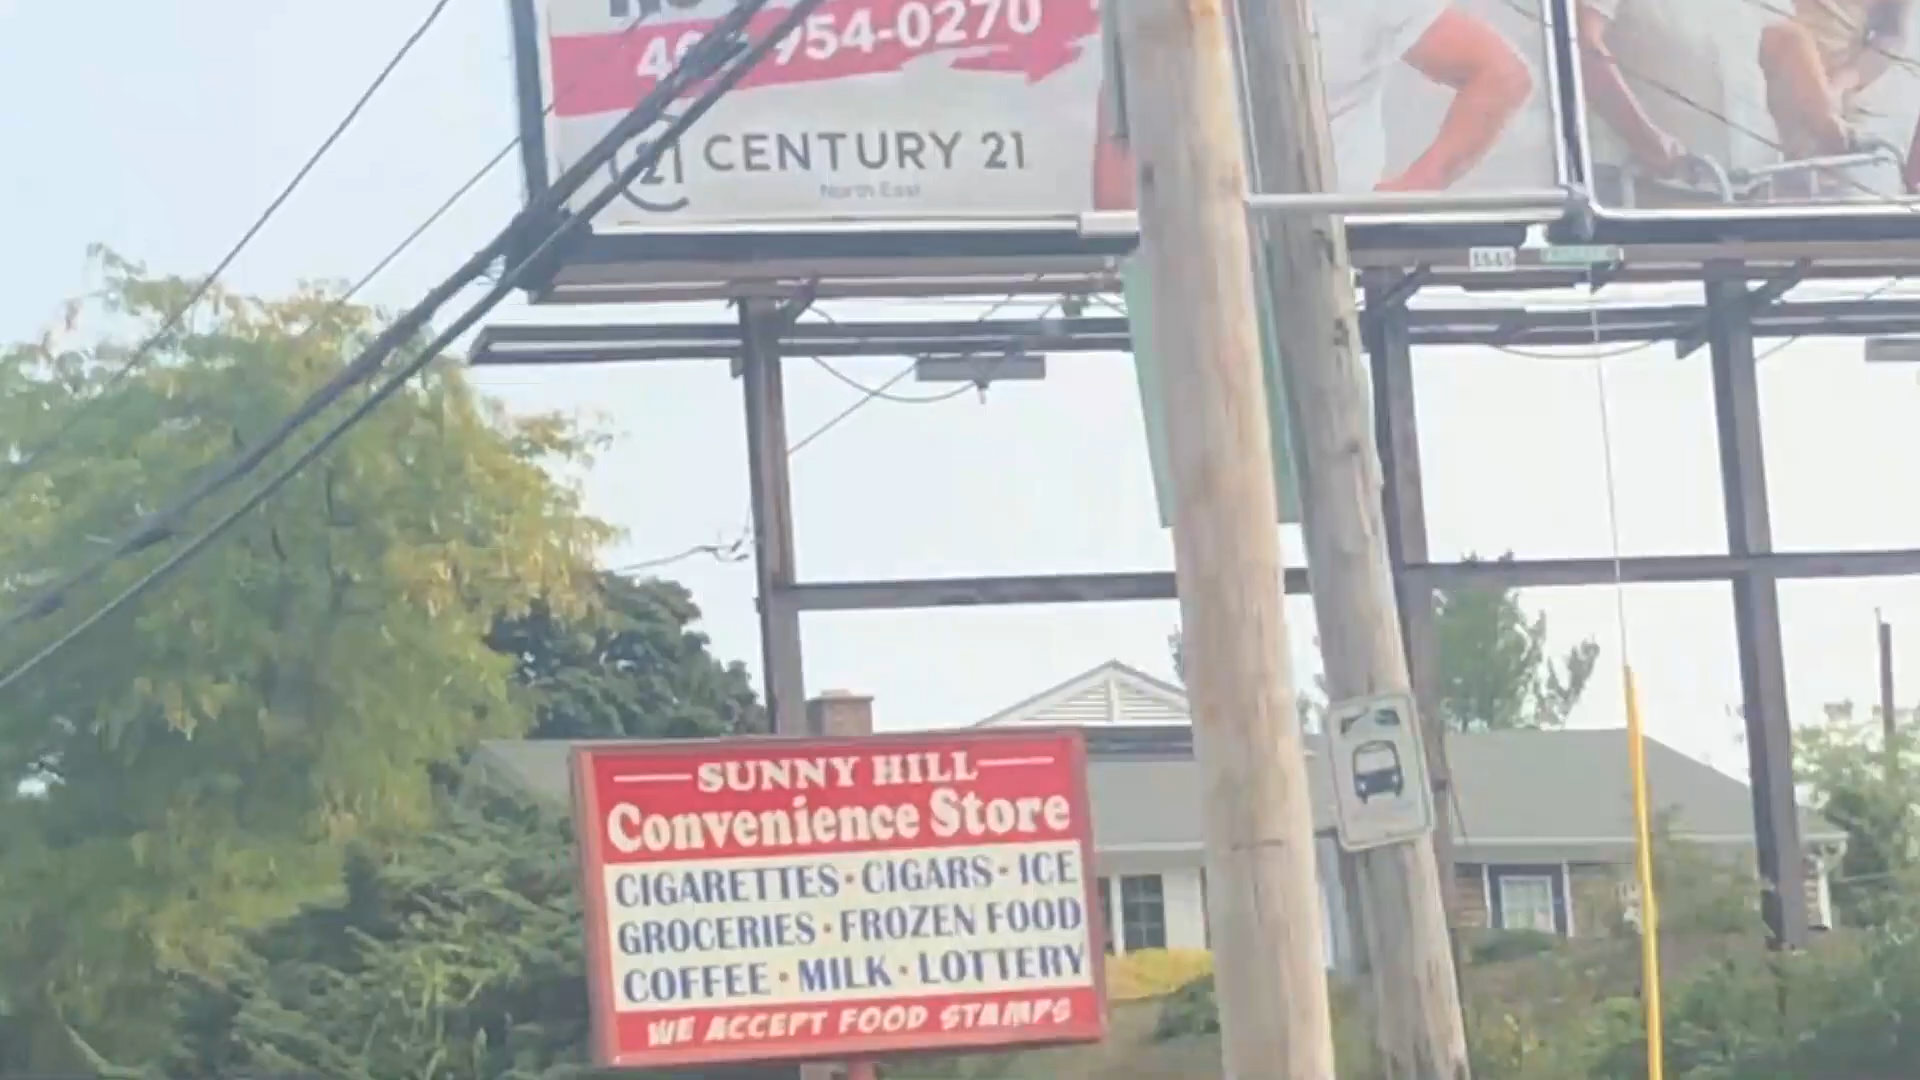 954-0270
21 CENTURY 21
North East
SUNNY HILL
Convenience Store
CIGARETTES · CIGARS · ICE
GROCERIES · FROZEN FOOD
COFFEE · MILK · LOTTERY
WE ACCEPT FOOD STAMPS